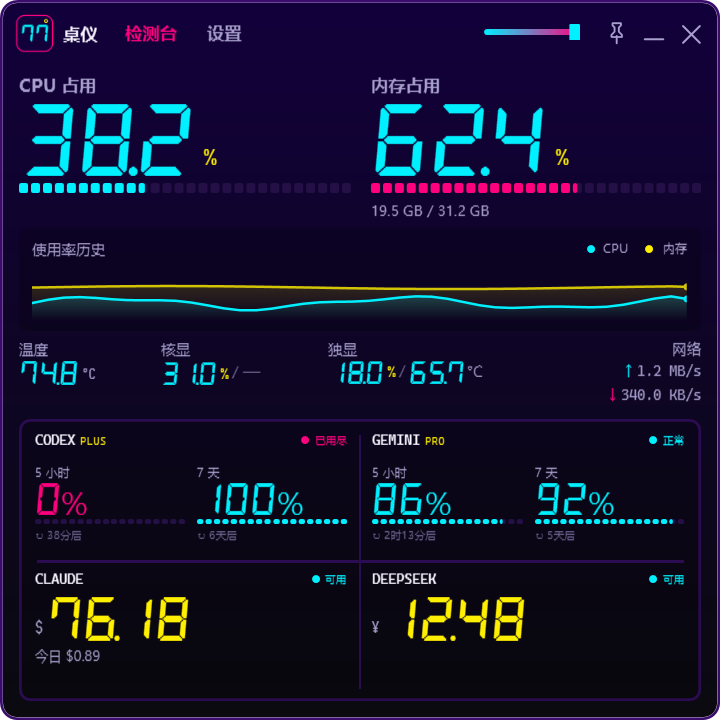 77 桌仪 检测台 设置
CPU 占用 内存占用
38.2 % 62.4 %
19.5 GB / 31.2 GB
使用率历史 CPU 内存
温度 核显 独显 网络
74.8 °C 31.0 % / — 18.0 % / 65.7 °C ↑ 1.2 MB/s
↓ 340.0 KB/s
CODEX PLUS 已用尽 GEMINI PRO 正常
5 小时 7 天 5 小时 7 天
0% 100% 86% 92%
↻ 38分后 ↻ 6天后 ↻ 2时13分后 ↻ 5天后
CLAUDE 可用 DEEPSEEK 可用
$ 76.18 ¥ 12.48
今日 $0.89